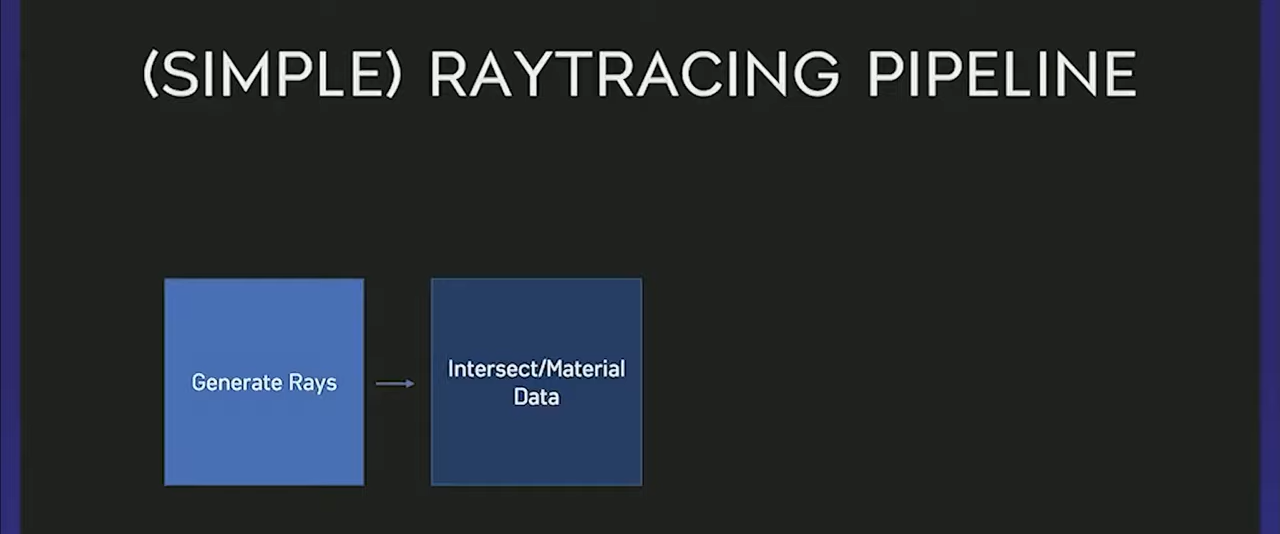 (SIMPLE) RAYTRACING PIPELINE
Generate Rays
Intersect/Material
Data